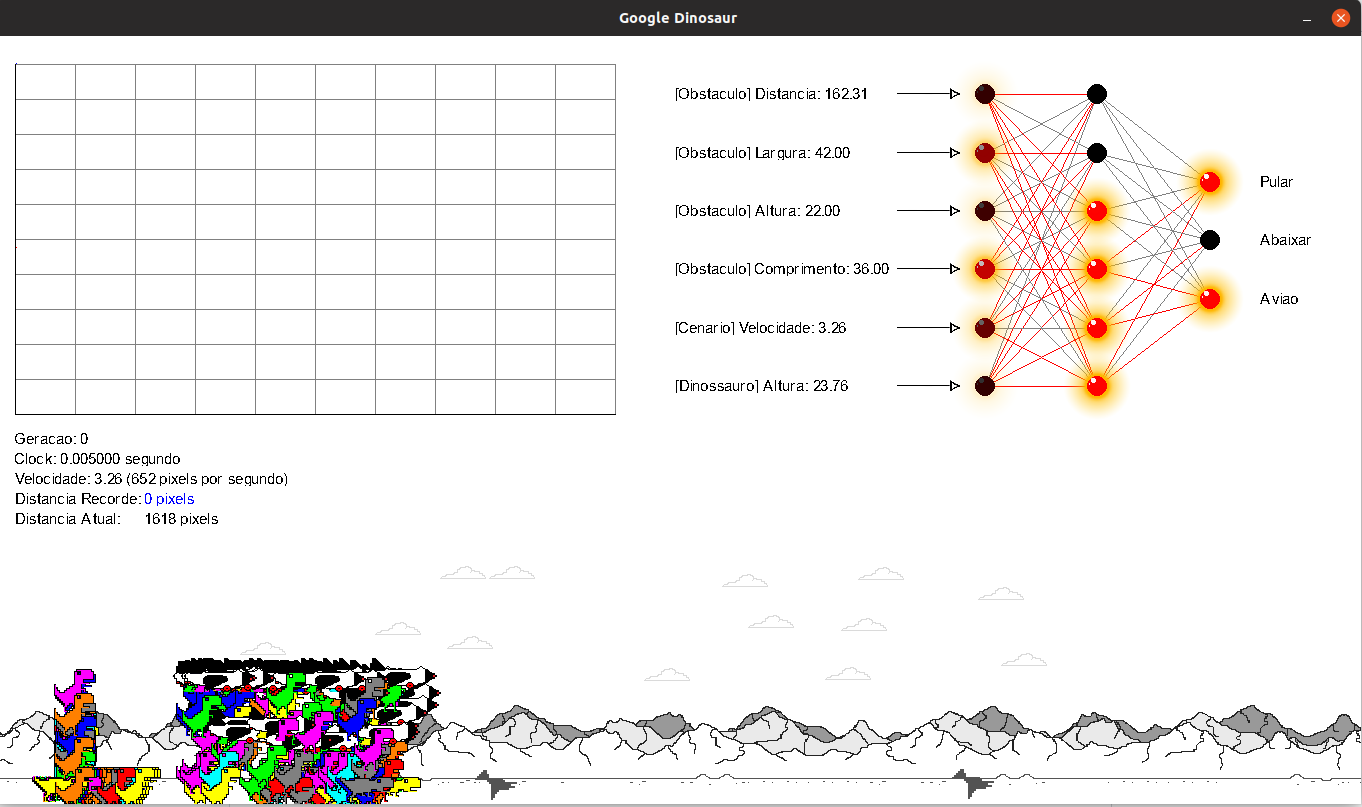 Google Dinosaur
[Obstaculo] Distancia: 162.31
[Obstaculo] Largura: 42.00
[Obstaculo] Altura: 22.00
[Obstaculo] Comprimento: 36.00
[Cenario] Velocidade: 3.26
[Dinossauro] Altura: 23.76
Pular
Abaixar
Aviao
Geracao: 0
Clock: 0.005000 segundo
Velocidade: 3.26 (652 pixels por segundo)
Distancia Recorde: 0 pixels
Distancia Atual: 1618 pixels